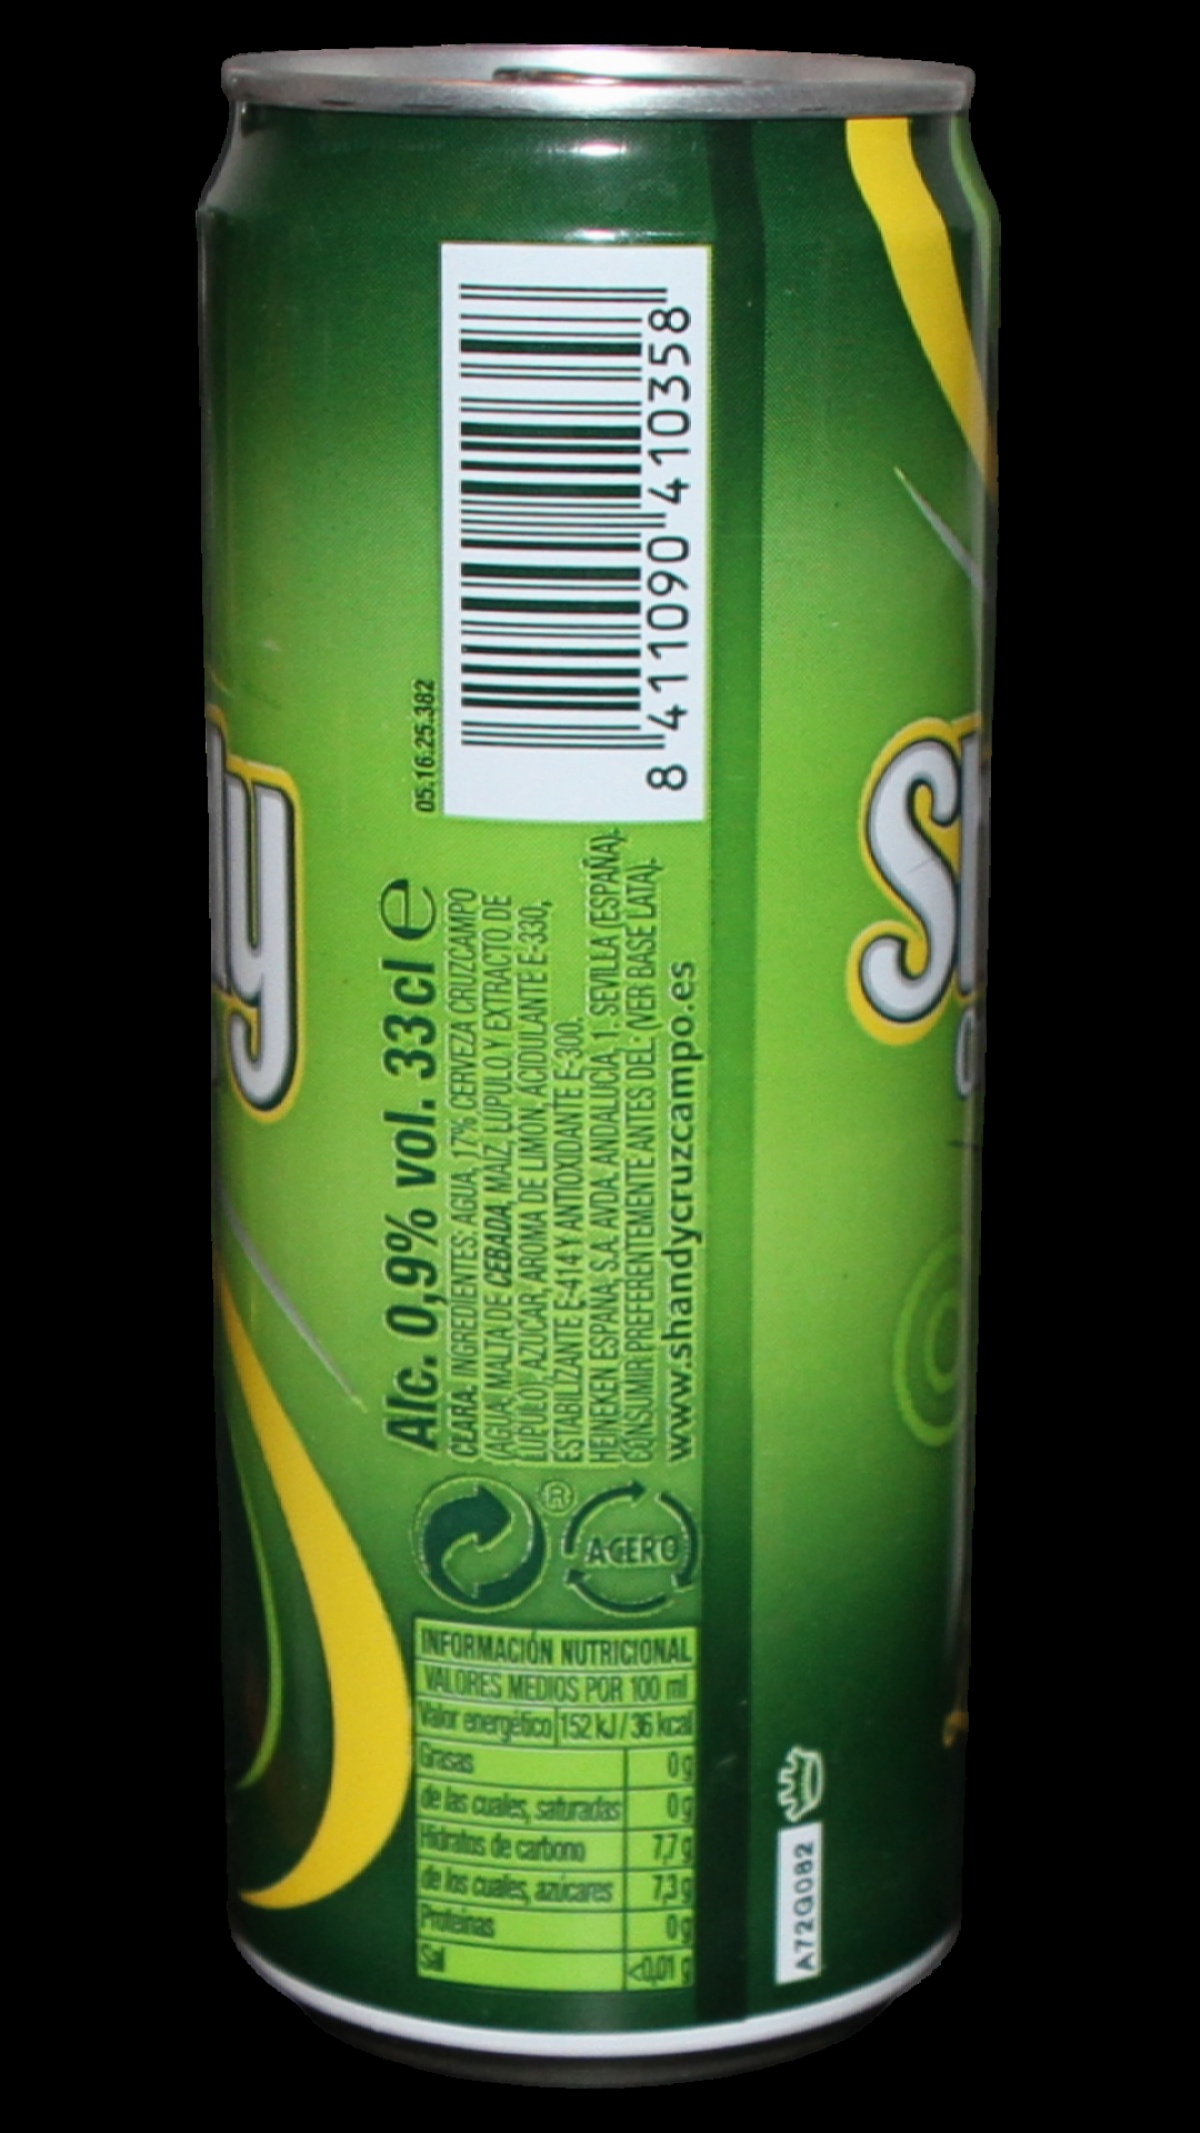 05.16.25.382
8 411090 410358
Alc. 0,9% vol. 33 cl e
CLARA. INGREDIENTES: AGUA, 17% CERVEZA CRUZCAMPO
(AGUA, MALTA DE CEBADA, MAÍZ, LÚPULO Y EXTRACTO DE
LÚPULO), AZÚCAR, AROMA DE LIMÓN, ACIDULANTE E-330,
ESTABILIZANTE E-414 Y ANTIOXIDANTE E-300.
HEINEKEN ESPAÑA, S.A. AVDA. ANDALUCÍA, 1. SEVILLA (ESPAÑA).
CONSUMIR PREFERENTEMENTE ANTES DEL: (VER BASE LATA).
www.shandycruzcampo.es
®
ACERO
INFORMACIÓN NUTRICIONAL
VALORES MEDIOS POR 100 ml
Valor energético 152 kJ / 36 kcal
Grasas 0 g
de las cuales, saturadas 0 g
Hidratos de carbono 7,7 g
de los cuales, azúcares 7,3 g
Proteínas 0 g
Sal <0,01 g
A72G082
dy
Sh